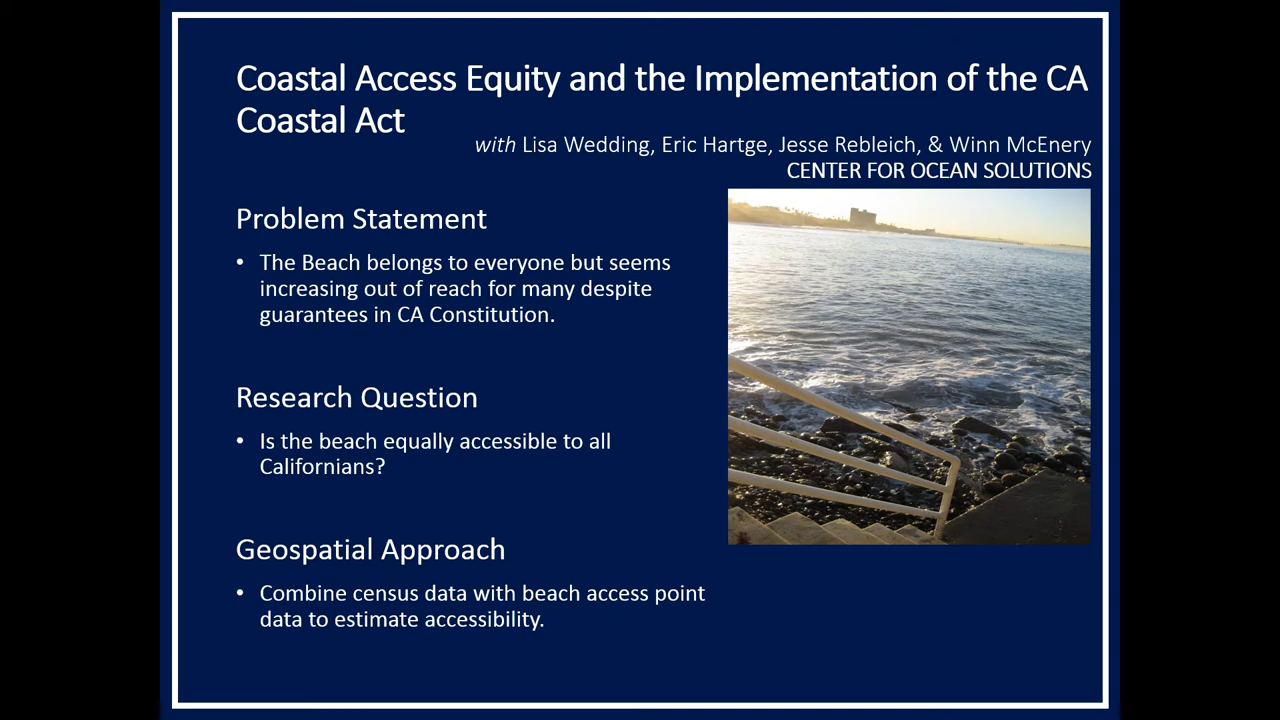 Coastal Access Equity and the Implementation of the CA
Coastal Act
with Lisa Wedding, Eric Hartge, Jesse Rebleich, & Winn McEnery
CENTER FOR OCEAN SOLUTIONS
Problem Statement
• The Beach belongs to everyone but seems
increasing out of reach for many despite
guarantees in CA Constitution.
Research Question
• Is the beach equally accessible to all
Californians?
Geospatial Approach
• Combine census data with beach access point
data to estimate accessibility.